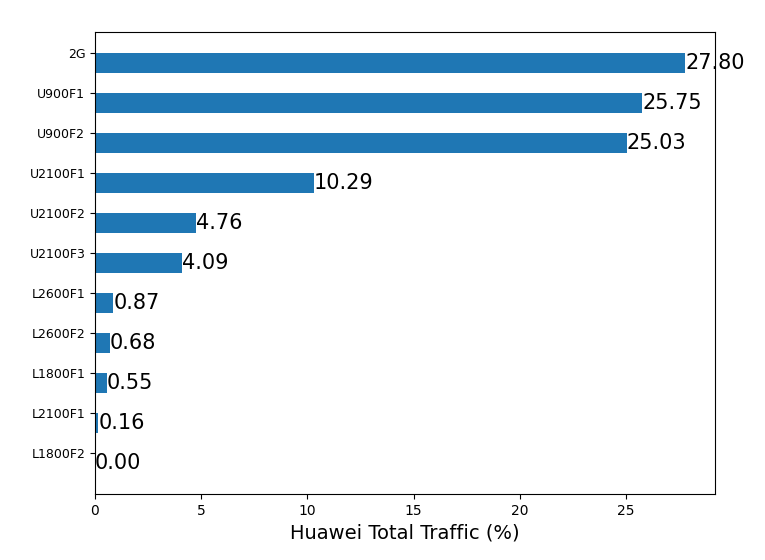 2G 27.80
U900F1 25.75
U900F2 25.03
U2100F1 10.29
U2100F2 4.76
U2100F3 4.09
L2600F1 0.87
L2600F2 0.68
L1800F1 0.55
L2100F1 0.16
L1800F2 0.00
0 5 10 15 20 25
Huawei Total Traffic (%)